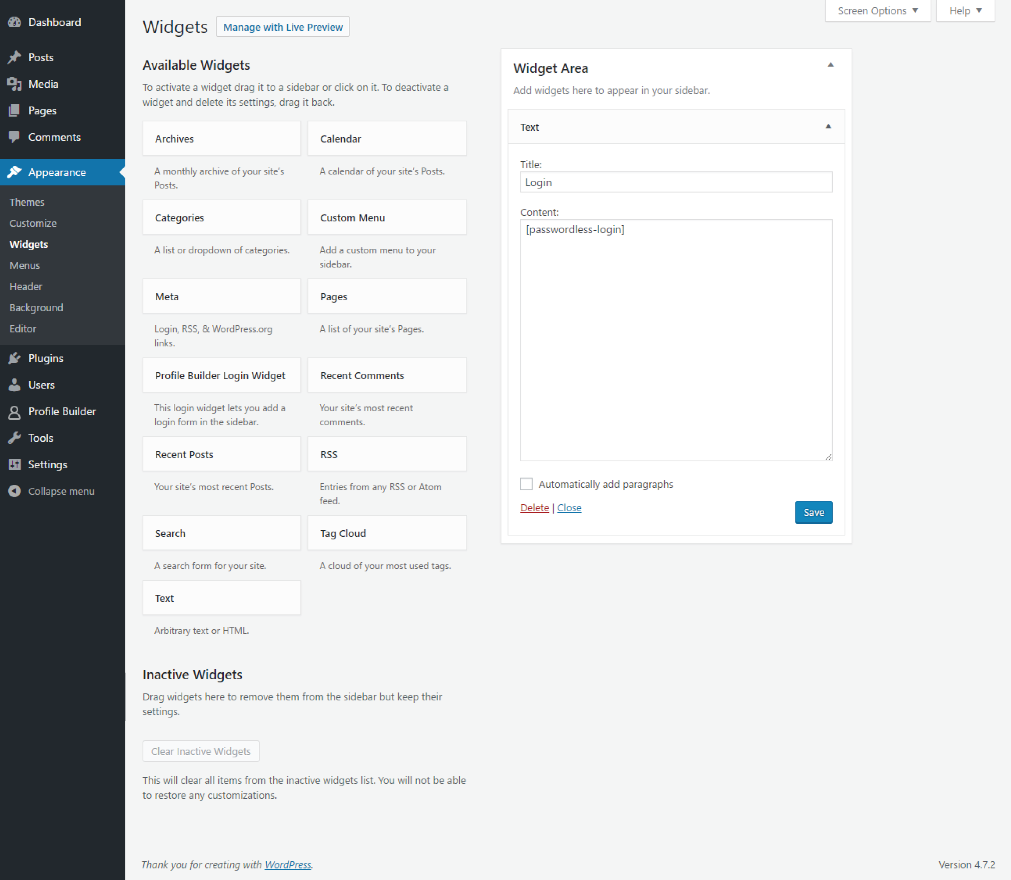 Dashboard
Posts
Media
Pages
Comments
Appearance
Themes
Customize
Widgets
Menus
Header
Background
Editor
Plugins
Users
Profile Builder
Tools
Settings
Collapse menu
Screen Options
Help
Widgets
Manage with Live Preview
Available Widgets
To activate a widget drag it to a sidebar or click on it. To deactivate a
widget and delete its settings, drag it back.
Archives
A monthly archive of your site's
Posts.
Calendar
A calendar of your site's Posts.
Categories
A list or dropdown of categories.
Custom Menu
Add a custom menu to your
sidebar.
Meta
Login, RSS, & WordPress.org
links.
Pages
A list of your site's Pages.
Profile Builder Login Widget
This login widget lets you add a
login form in the sidebar.
Recent Comments
Your site's most recent
comments.
Recent Posts
Your site's most recent Posts.
RSS
Entries from any RSS or Atom
feed.
Search
A search form for your site.
Tag Cloud
A cloud of your most used tags.
Text
Arbitrary text or HTML.
Inactive Widgets
Drag widgets here to remove them from the sidebar but keep their
settings.
Clear Inactive Widgets
This will clear all items from the inactive widgets list. You will not be able
to restore any customizations.
Widget Area
Add widgets here to appear in your sidebar.
Text
Title:
Login
Content:
[passwordless-login]
Automatically add paragraphs
Delete | Close
Save
Thank you for creating with WordPress.
Version 4.7.2